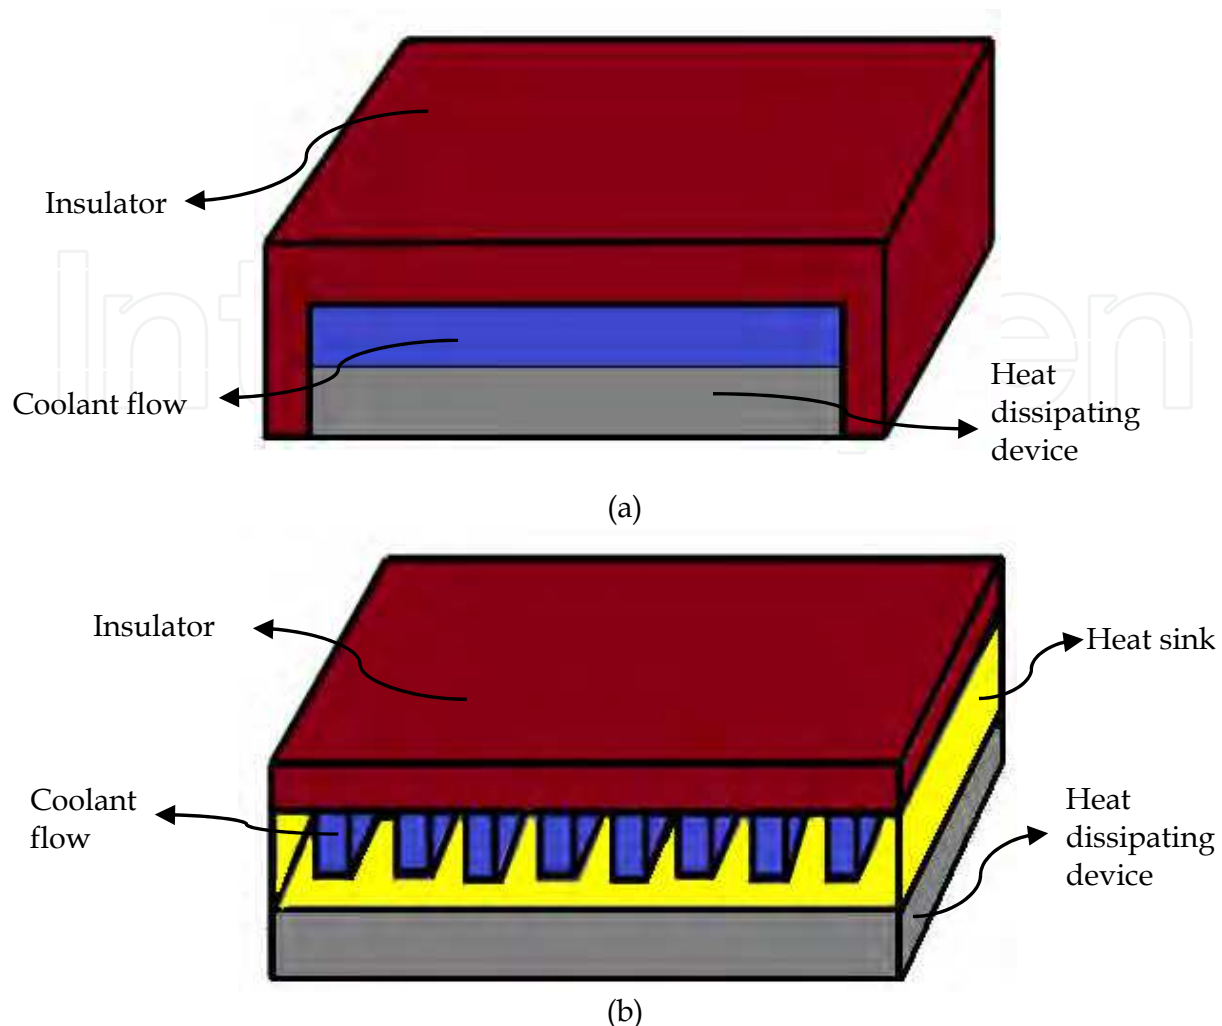 Insulator
Coolant flow
Heat
dissipating
device
(a)
Insulator
Heat sink
Coolant
flow
Heat
dissipating
device
(b)